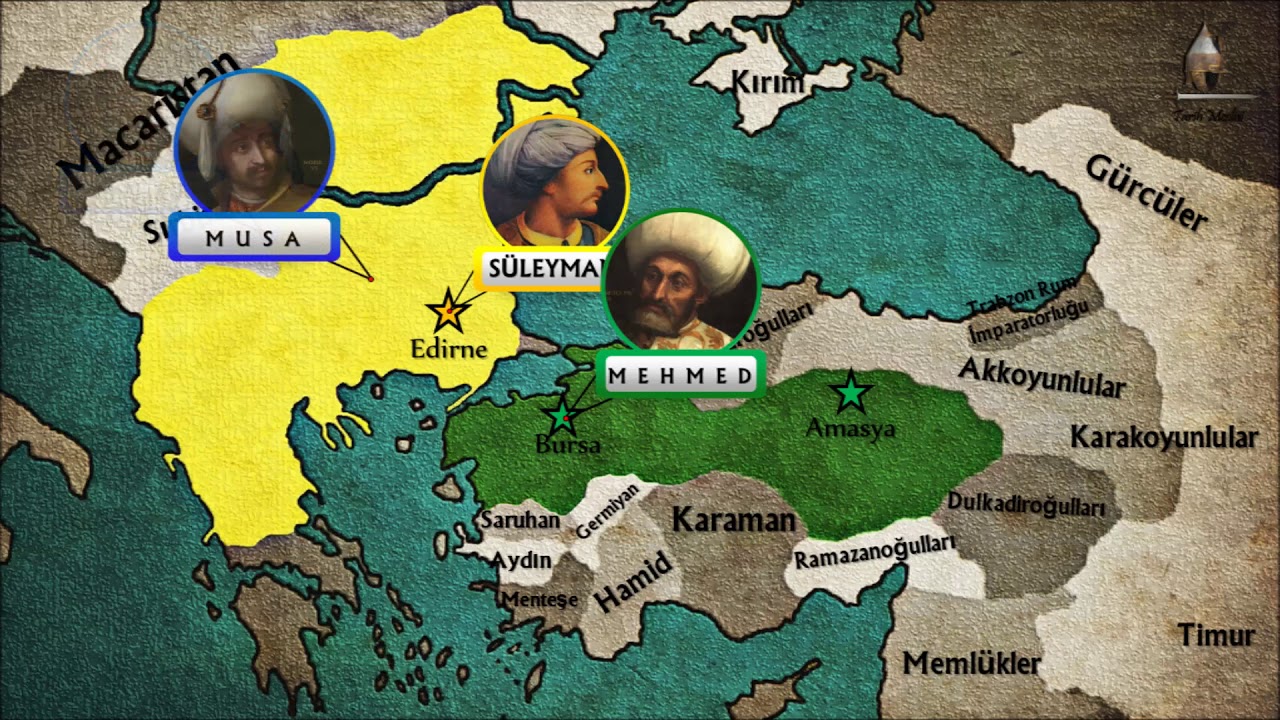 Macaristan
Kırım
Gürcüler
MUSA
SÜLEYMA
MEHMED
Edirne
Bursa
Amasya
Trabzon Rum
İmparatorluğu
Akkoyunlular
Karakoyunlular
Dulkadiroğulları
Saruhan
Germiyan
Karaman
Aydın
Hamid
Menteşe
Ramazanoğulları
Memlükler
Timur